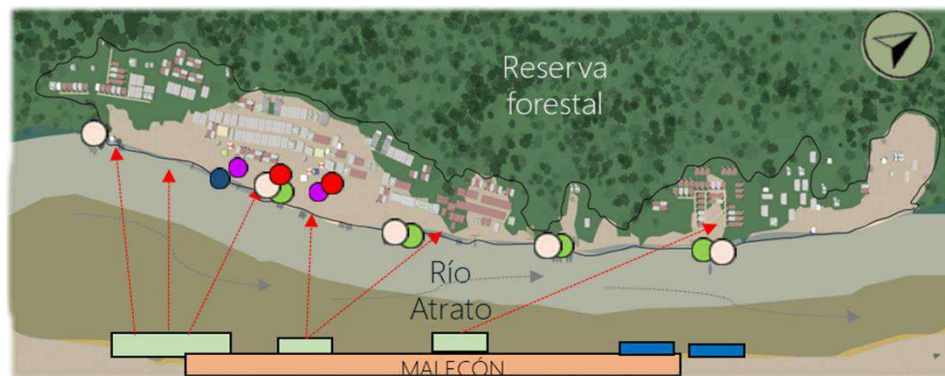 Reserva
forestal
Río
Atrato
MALECÓN